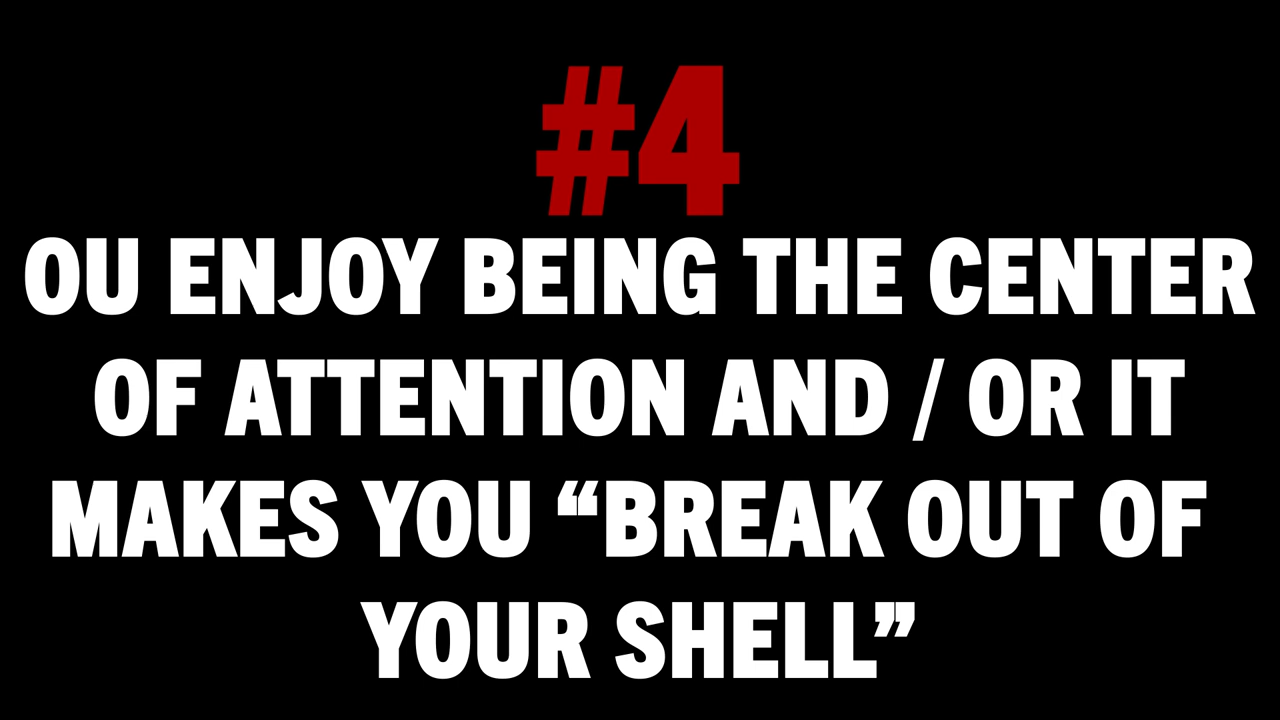 #4
OU ENJOY BEING THE CENTER
OF ATTENTION AND / OR IT
MAKES YOU “BREAK OUT OF
YOUR SHELL”